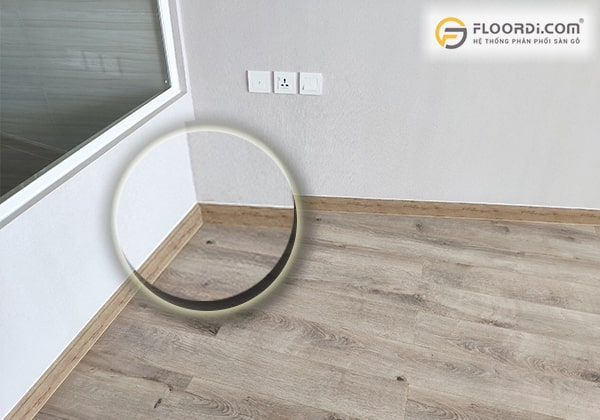 FLOORDi.COM
HỆ THỐNG PHÂN PHỐI SÀN GỖ